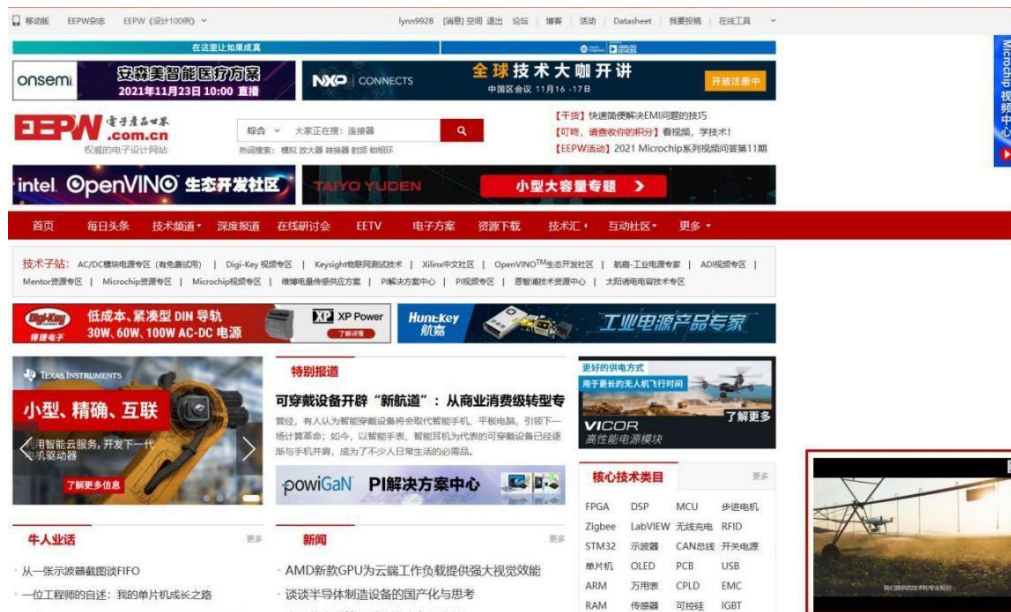 移动版 EEPW杂志 EEPW《设计100例》 lynn9928 [消息] 空间 退出 论坛 | 博客 | 活动 | Datasheet | 我要投稿 | 在线工具
在这里让如果成真 ANALOG DEVICES
onsemi 安森美智能医疗方案 NXP CONNECTS 全球技术大咖开讲 开放注册中
2021年11月23日 10:00 直播 中国区会议 11月16 -17日
Microchip 视频中心
EEPW 电子产品世界 .com.cn
权威的电子设计网站
综合 大家正在搜: 连接器
热词搜索: 模拟 放大器 转换器 射频 锁相环
【干货】快速简便解决EMI问题的技巧
【叮咚, 请查收你的积分】看视频, 学技术!
【EEPW活动】2021 Microchip系列视频问答第11期
intel. OpenVINO 生态开发社区 TAIYO YUDEN 小型大容量专题
首页 每日头条 技术频道 深度报道 在线研讨会 EETV 电子方案 资源下载 技术汇 互动社区 更多
技术子站: AC/DC模块电源专区 (有免费试用) | Digi-Key 视频专区 | Keysight物联网测试技术 | Xilinx中文社区 | OpenVINO™生态开发社区 | 航嘉-工业电源专家 | ADI视频专区 |
Mentor资源专区 | Microchip资源专区 | Microchip视频专区 | 维博电量传感供应方案 | PI解决方案中心 | PI视频专区 | 恩智浦技术资源中心 | 太阳诱电电容技术专区
Digi-Key 得捷电子 低成本、紧凑型 DIN 导轨 XP Power Huntkey 航嘉 工业电源产品专家
30W、60W、100W AC-DC 电源 了解详情
TEXAS INSTRUMENTS
小型、精确、互联
利用智能云服务, 开发下一代
电机驱动器
了解更多信息
特别报道
可穿戴设备开辟“新航道”：从商业消费级转型专
曾经，有人认为智能穿戴设备将会取代智能手机、平板电脑，引领下一
场计算革命；如今，以智能手表、智能耳机为代表的可穿戴设备已经逐
渐与手机并肩，成为了不少人日常生活的必需品。
powiGaN PI解决方案中心
更好的供电方式
用于更长的无人机飞行时间
VICOR 了解更多
高性能电源模块
核心技术类目 更多
FPGA DSP MCU 步进电机
Zigbee LabVIEW 无线充电 RFID
STM32 示波器 CAN总线 开关电源
单片机 OLED PCB USB
ARM 万用表 CPLD EMC
RAM 传感器 可控硅 IGBT
牛人业话 更多
从一张示波器截图谈FIFO
一位工程师的自述：我的单片机成长之路
新闻 更多
AMD新款GPU为云端工作负载提供强大视觉效能
谈谈半导体制造设备的国产化与思考